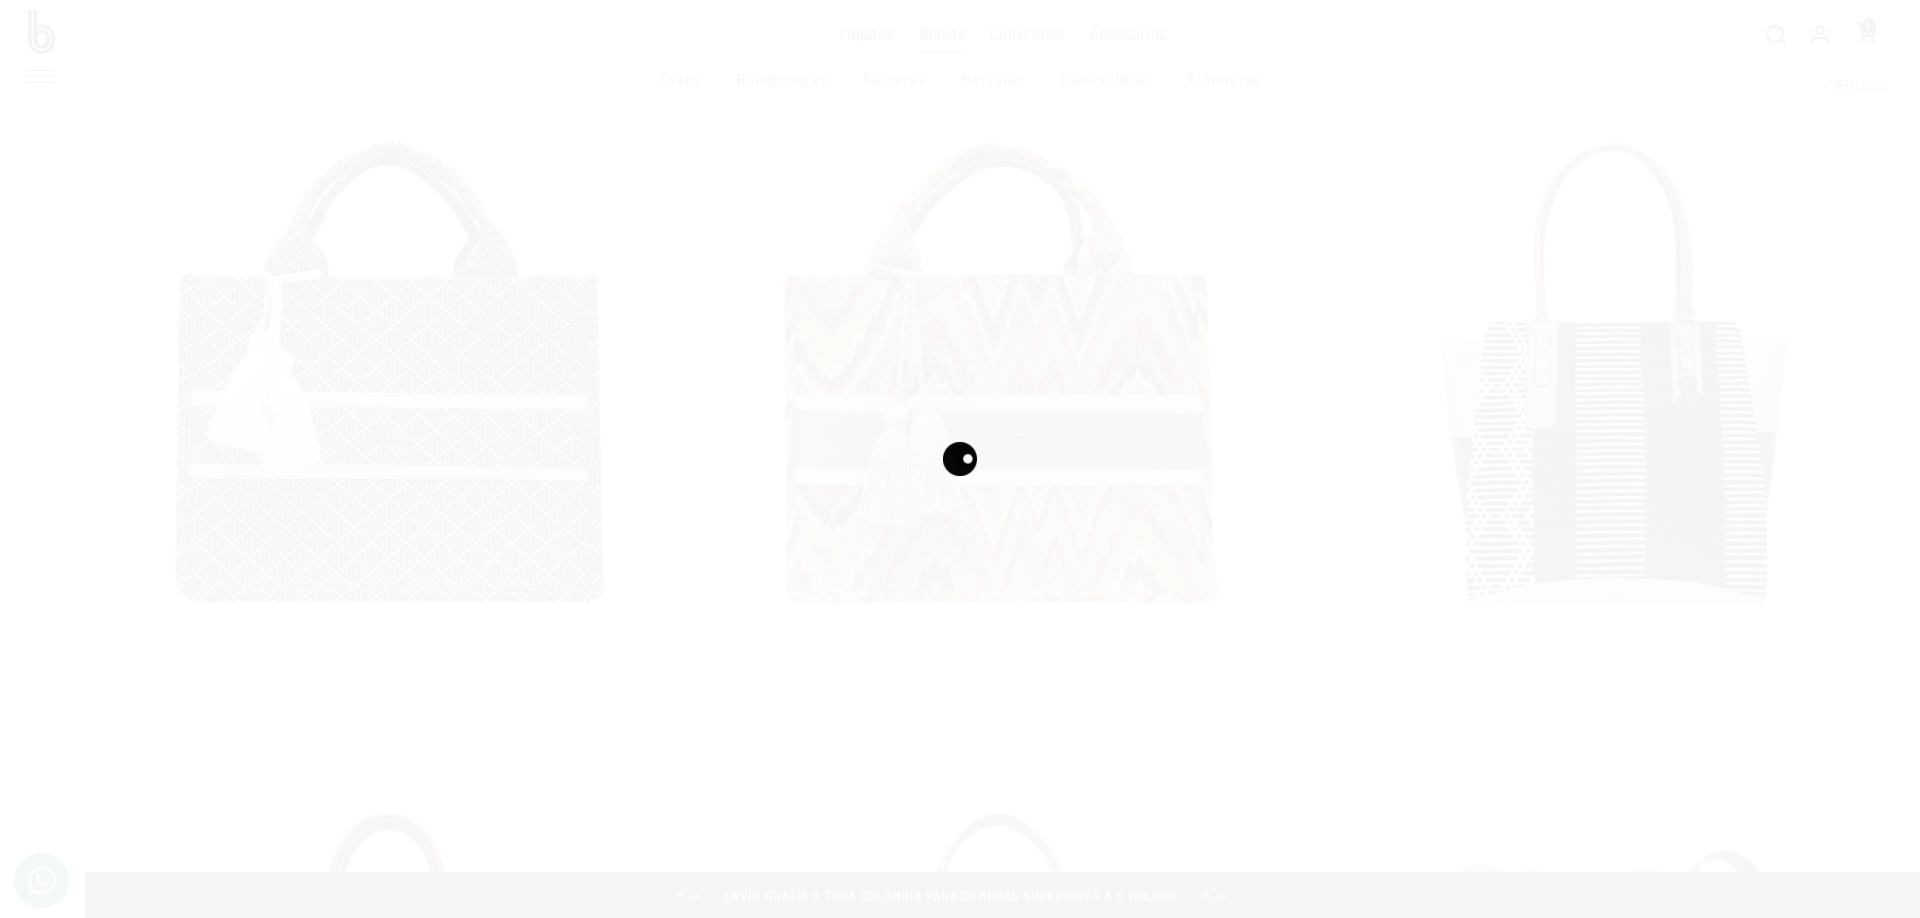 b
Zapatos Bolsos Cinturones Accesorios
1
Todos Bomboneras Carteras Morrales Manos libres Riñoneras
+ Filtros
ENVÍO GRATIS A TODA COLOMBIA PARA COMPRAS SUPERIORES A $ 100.000